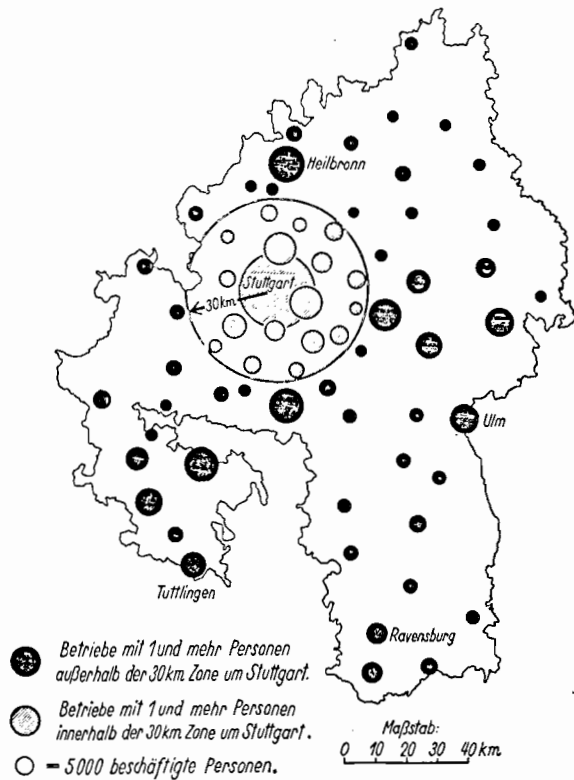 Heilbronn
Stuttgart
30km
Ulm
Tuttlingen
Ravensburg
Betriebe mit 1 und mehr Personen
außerhalb der 30km Zone um Stuttgart.
Betriebe mit 1 und mehr Personen
innerhalb der 30km Zone um Stuttgart.
= 5000 beschäftigte Personen.
Maßstab:
0 10 20 30 40 km